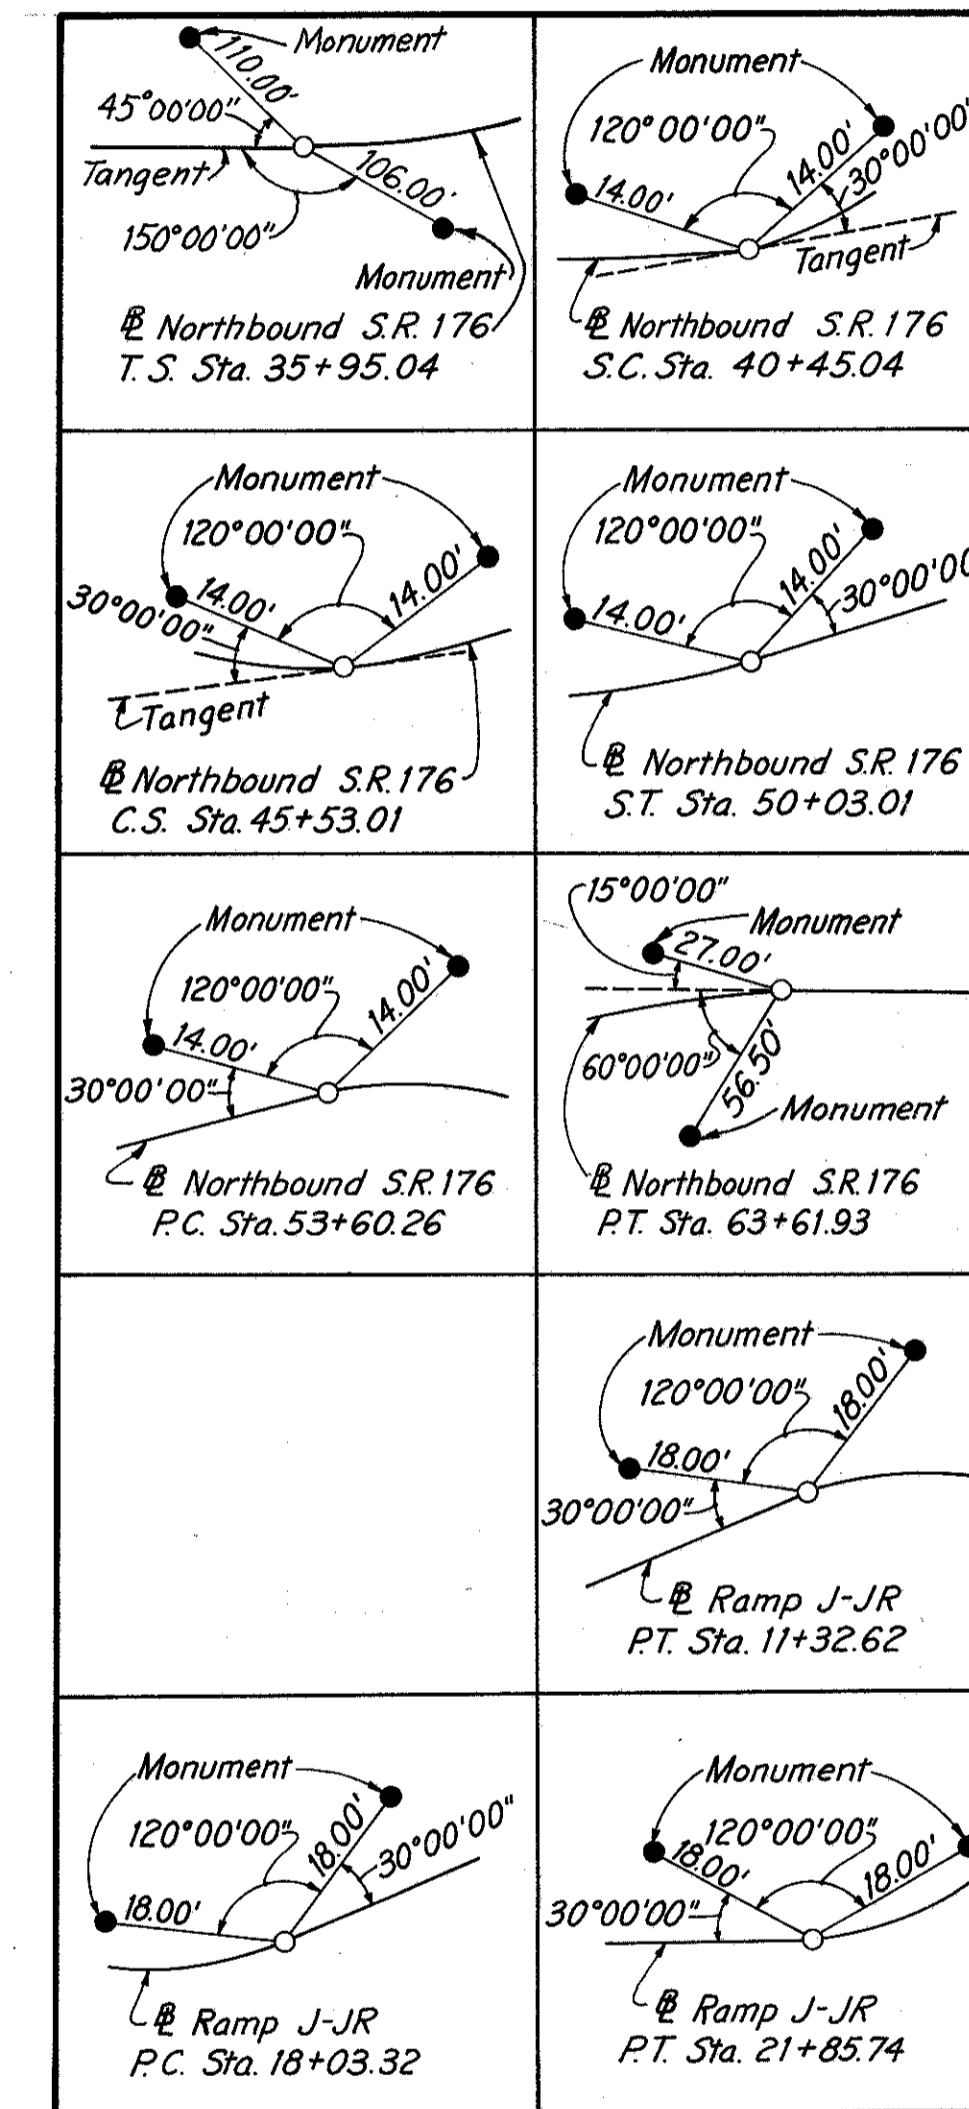 Monument
110.00'
45°00'00"
Tangent
106.00'
150°00'00"
Monument
℄ Northbound S.R. 176
T.S. Sta. 35+95.04
Monument
120°00'00"
14.00'
14.00'
30°00'00"
Tangent
℄ Northbound S.R. 176
S.C. Sta. 40+45.04
Monument
120°00'00"
14.00'
14.00'
30°00'00"
Tangent
℄ Northbound S.R. 176
C.S. Sta. 45+53.01
Monument
120°00'00"
14.00'
14.00'
30°00'00
℄ Northbound S.R. 176
S.T. Sta. 50+03.01
Monument
120°00'00"
14.00'
14.00'
30°00'00"
℄ Northbound S.R. 176
P.C. Sta. 53+60.26
15°00'00"
Monument
27.00'
60°00'00"
56.50'
Monument
℄ Northbound S.R. 176
P.T. Sta. 63+61.93
Monument
120°00'00"
18.00'
18.00'
30°00'00"
℄ Ramp J-JR
P.T. Sta. 11+32.62
Monument
120°00'00"
18.00'
18.00'
30°00'00"
℄ Ramp J-JR
P.C. Sta. 18+03.32
Monument
120°00'00"
18.00'
18.00'
30°00'00"
℄ Ramp J-JR
P.T. Sta. 21+85.74